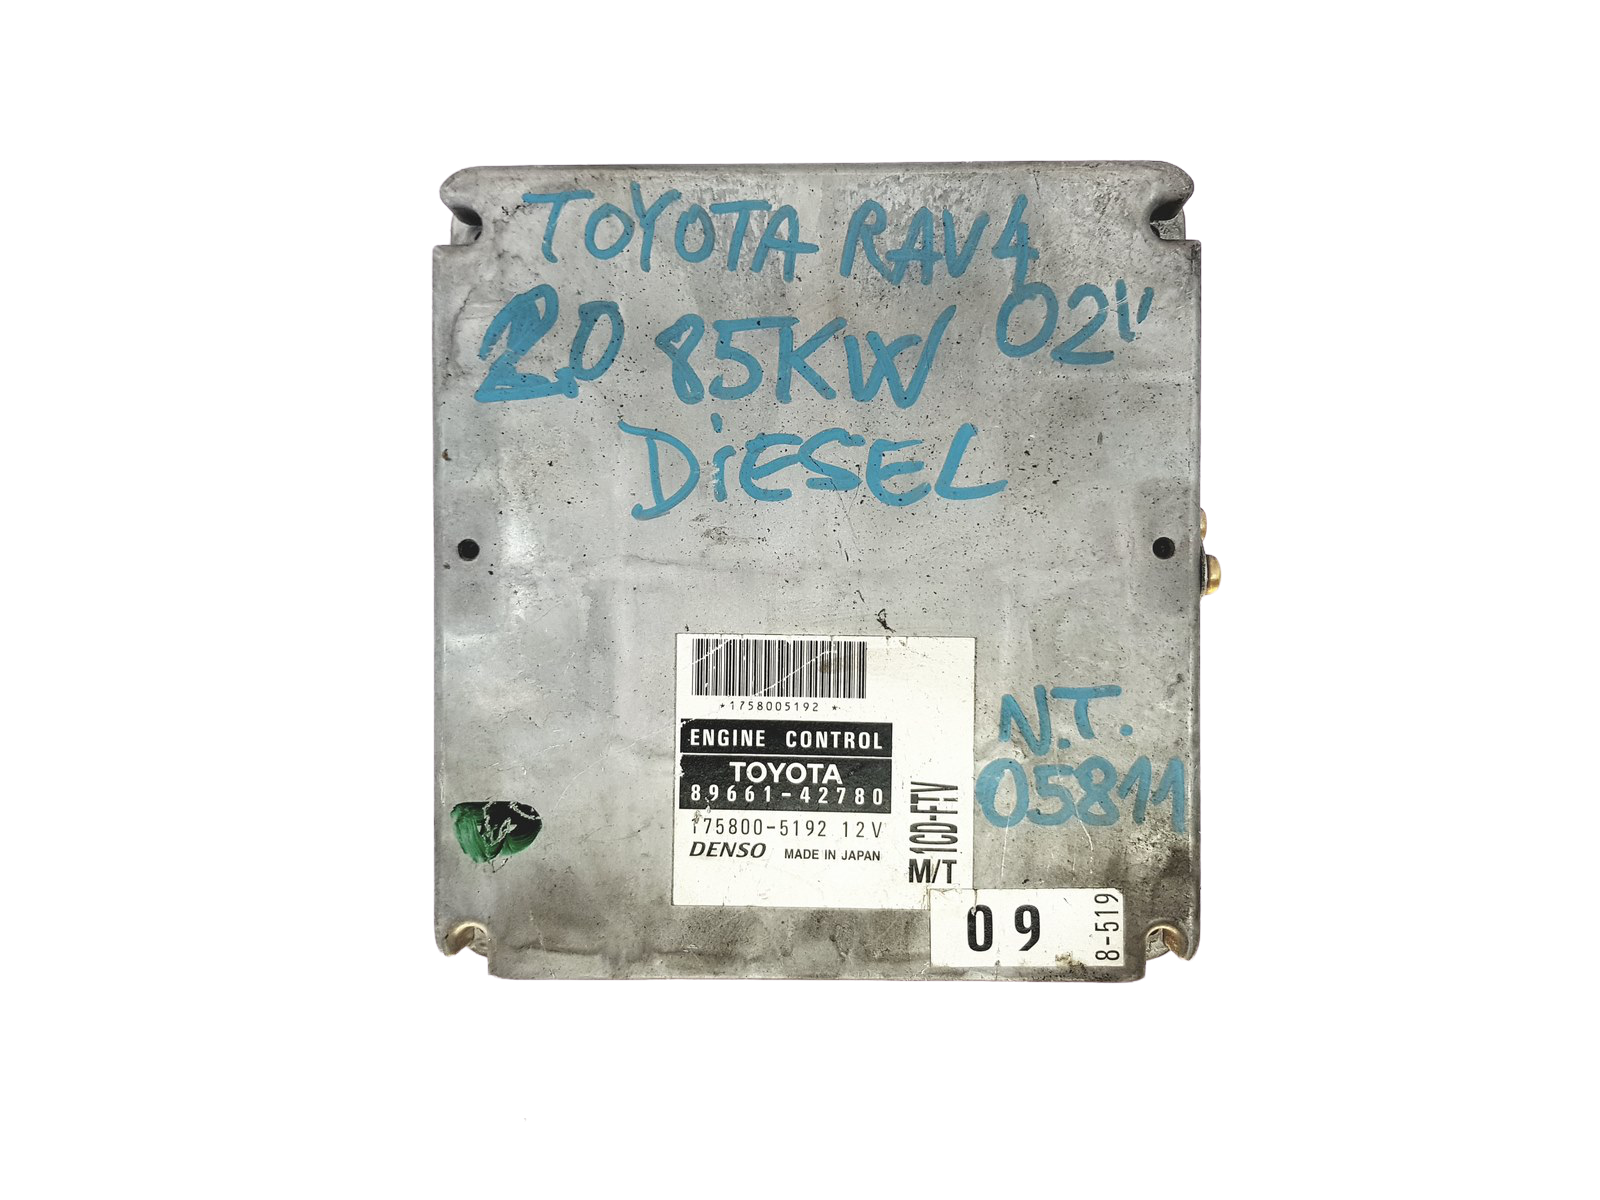 TOYOTA RAV4
2.0 85KW 02"
DiESEL
*1758005192*
ENGINE CONTROL
TOYOTA
89661-42780
175800-5192 12V
DENSO MADE IN JAPAN
1CD-FTV
M/T
N.T.
05811
09
8-519